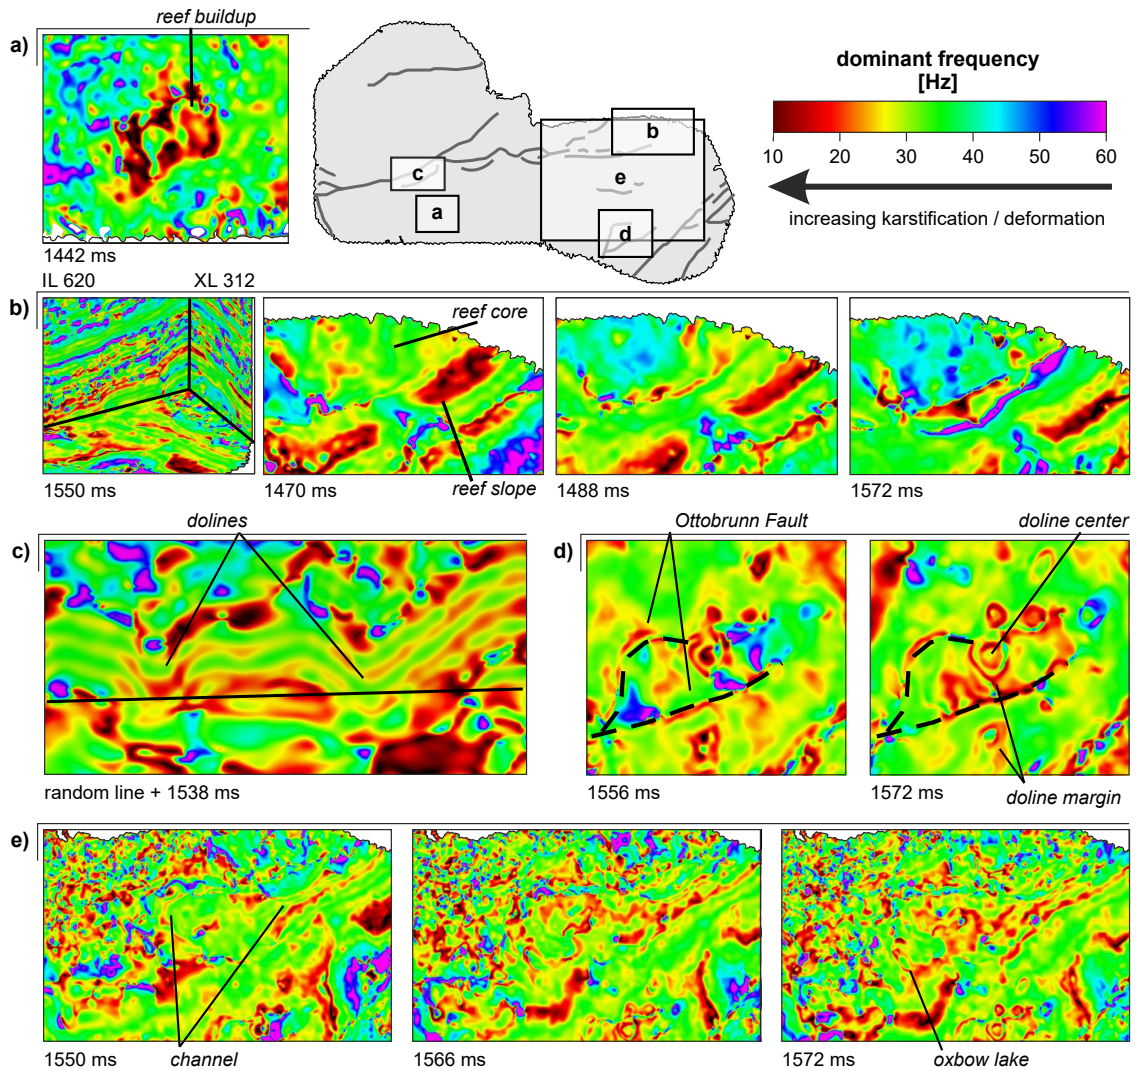 reef buildup
a)
1442 ms
c
a
b
e
d
dominant frequency
[Hz]
10 20 30 40 50 60
increasing karstification / deformation
IL 620 XL 312
b)
reef core
reef slope
1550 ms
1470 ms
1488 ms
1572 ms
c)
dolines
random line + 1538 ms
d)
Ottobrunn Fault
doline center
1556 ms
1572 ms
doline margin
e)
1550 ms
channel
1566 ms
1572 ms
oxbow lake